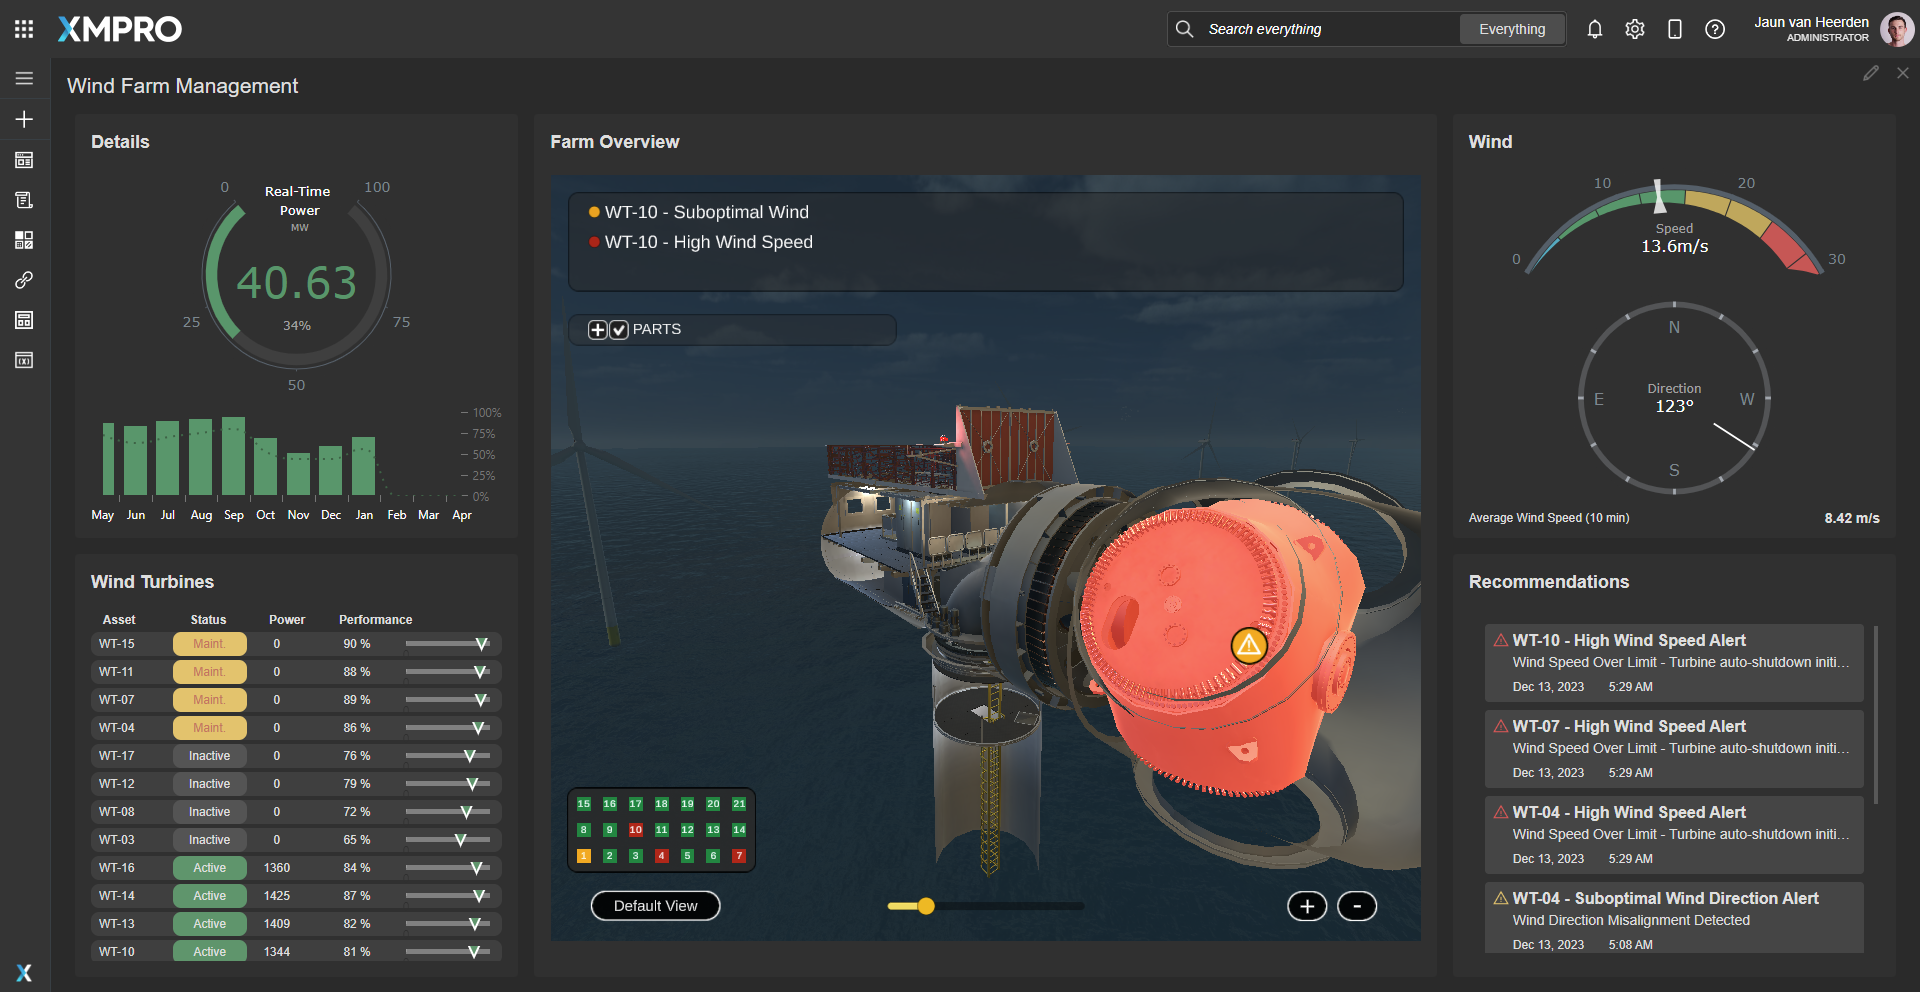 XMPRO
Search everything
Everything
Jaun van Heerden
ADMINISTRATOR
Wind Farm Management
Details
0
100
Real-Time
Power
MW
40.63
34%
25
75
50
100%
75%
50%
25%
0%
May Jun Jul Aug Sep Oct Nov Dec Jan Feb Mar Apr
Wind Turbines
Asset Status Power Performance
WT-15 Maint. 0 90 %
WT-11 Maint. 0 88 %
WT-07 Maint. 0 89 %
WT-04 Maint. 0 86 %
WT-17 Inactive 0 76 %
WT-12 Inactive 0 79 %
WT-08 Inactive 0 72 %
WT-03 Inactive 0 65 %
WT-16 Active 1360 84 %
WT-14 Active 1425 87 %
WT-13 Active 1409 82 %
WT-10 Active 1344 81 %
Farm Overview
WT-10 - Suboptimal Wind
WT-10 - High Wind Speed
PARTS
15 16 17 18 19 20 21
8 9 10 11 12 13 14
1 2 3 4 5 6 7
Default View
+ -
Wind
10 20
0 30
Speed
13.6m/s
N
E
W
S
Direction
123°
Average Wind Speed (10 min) 8.42 m/s
Recommendations
WT-10 - High Wind Speed Alert
Wind Speed Over Limit - Turbine auto-shutdown initi...
Dec 13, 2023 5:29 AM
WT-07 - High Wind Speed Alert
Wind Speed Over Limit - Turbine auto-shutdown initi...
Dec 13, 2023 5:29 AM
WT-04 - High Wind Speed Alert
Wind Speed Over Limit - Turbine auto-shutdown initi...
Dec 13, 2023 5:29 AM
WT-04 - Suboptimal Wind Direction Alert
Wind Direction Misalignment Detected
Dec 13, 2023 5:08 AM